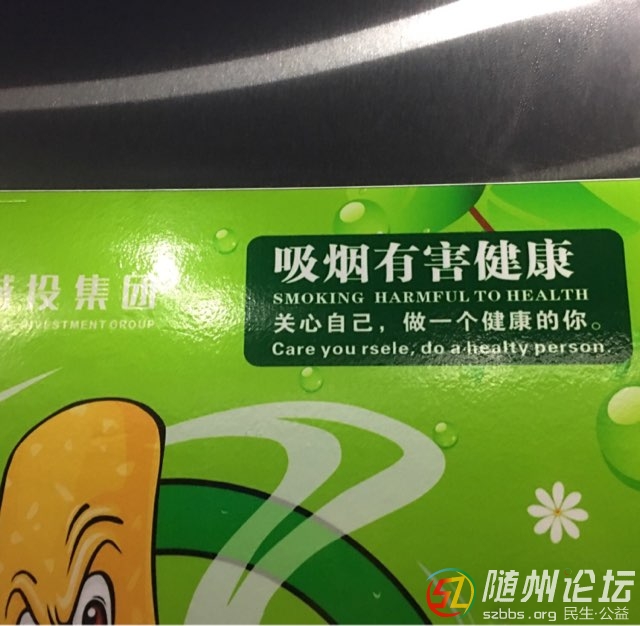 投集团
INVESTMENT GROUP
吸烟有害健康
SMOKING HARMFUL TO HEALTH
关心自己，做一个健康的你。
Care you rsele, do a healty person
随州论坛
szbbs.org 民生·公益